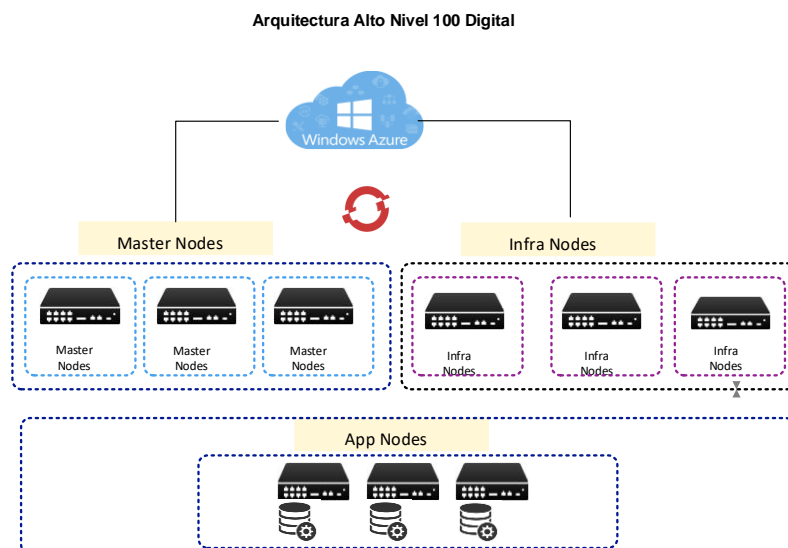 Arquitectura Alto Nivel 100 Digital
Windows Azure
Master Nodes
Infra Nodes
Master
Nodes
Master
Nodes
Master
Nodes
Infra
Nodes
Infra
Nodes
Infra
Nodes
App Nodes